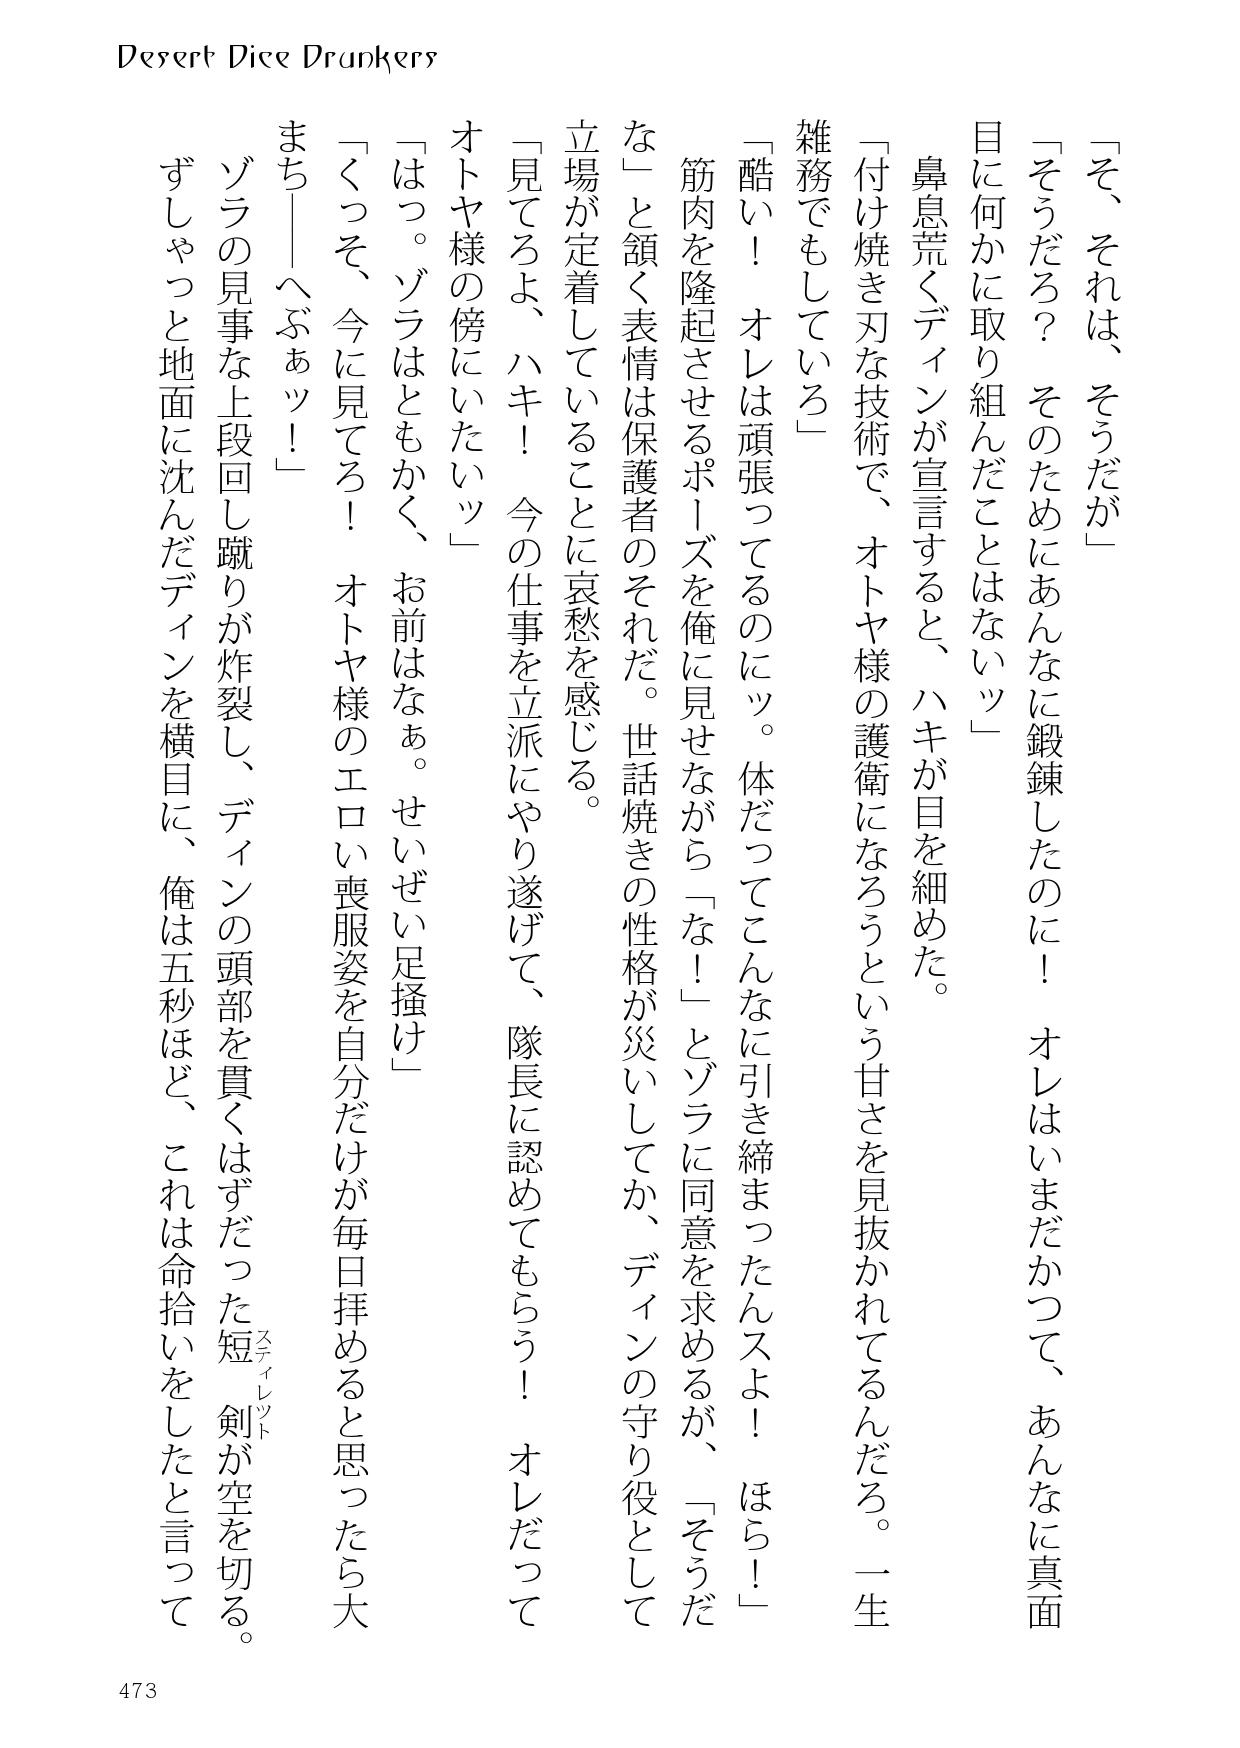 Desert Dice Drunkers
「そ、それは、そうだが」
「そうだろ？　そのためにあんなに鍛錬したのに！　オレはいまだかつて、あんなに真面
目に何かに取り組んだことはないッ」
　鼻息荒くディンが宣言すると、ハキが目を細めた。
「付け焼き刃な技術で、オトヤ様の護衛になろうという甘さを見抜かれてるんだろ。一生
雑務でもしていろ」
「酷い！　オレは頑張ってるのにッ。体だってこんなに引き締まったんスよ！　ほら！」
　筋肉を隆起させるポーズを俺に見せながら「な！」とゾラに同意を求めるが、「そうだ
な」と頷く表情は保護者のそれだ。世話焼きの性格が災いしてか、ディンの守り役として
立場が定着していることに哀愁を感じる。
「見てろよ、ハキ！　今の仕事を立派にやり遂げて、隊長に認めてもらう！　オレだって
オトヤ様の傍にいたいッ」
「はっ。ゾラはともかく、お前はなぁ。せいぜい足掻け」
「くっそ、今に見てろ！　オトヤ様のエロい喪服姿を自分だけが毎日拝めると思ったら大
まち――へぶぁッ！」
　ゾラの見事な上段回し蹴りが炸裂し、ディンの頭部を貫くはずだった短剣が空を切る。
スティレット
　ずしゃっと地面に沈んだディンを横目に、俺は五秒ほど、これは命拾いをしたと言って
473